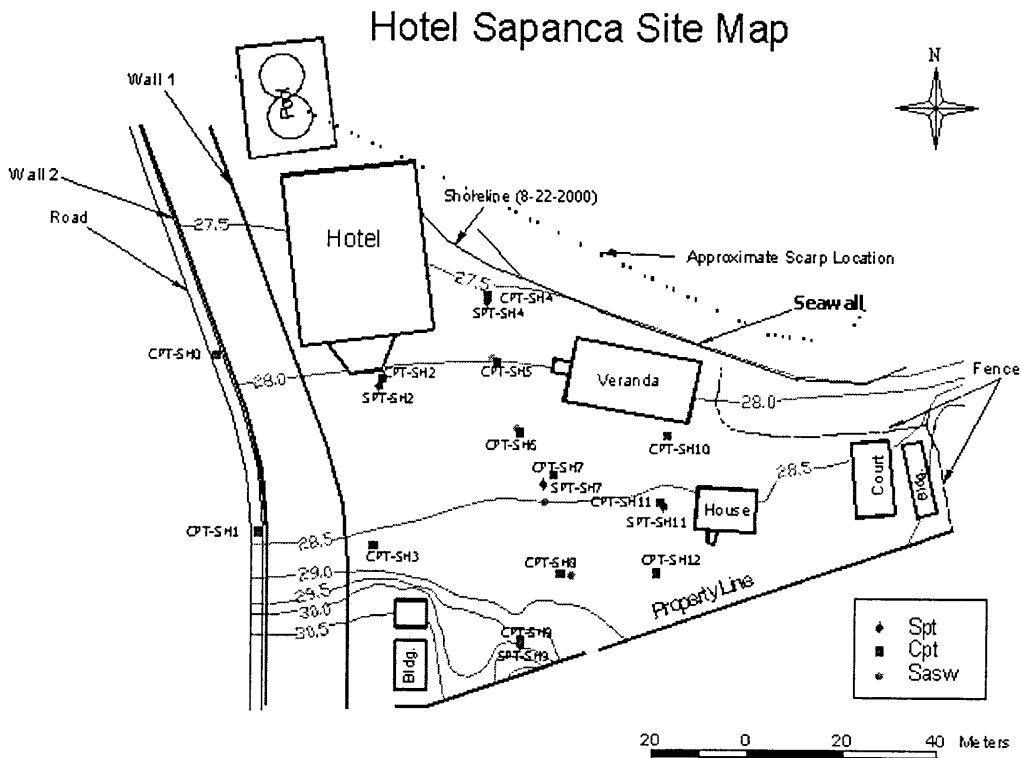 Hotel Sapanca Site Map
N
Wall 1
Pool
Wall 2
Road
27.5
Hotel
Shoreline (8-22-2000)
Approximate Scarp Location
27.5
CPT-SH4
SPT-SH4
Seawall
CPT-SH0
28.0
CPT-SH2
SPT-SH2
CPT-SH5
Veranda
28.0
Fence
CPT-SH6
CPT-SH10
CPT-SH7
SPT-SH7
28.5
Court
Bldg.
CPT-SH11
SPT-SH11
House
CPT-SH1
28.5
CPT-SH3
29.0
29.5
30.0
30.5
CPT-SH8
CPT-SH12
Property Line
CPT-SH9
SPT-SH9
Bldg.
Spt
Cpt
Sasw
20 0 20 40 Meters